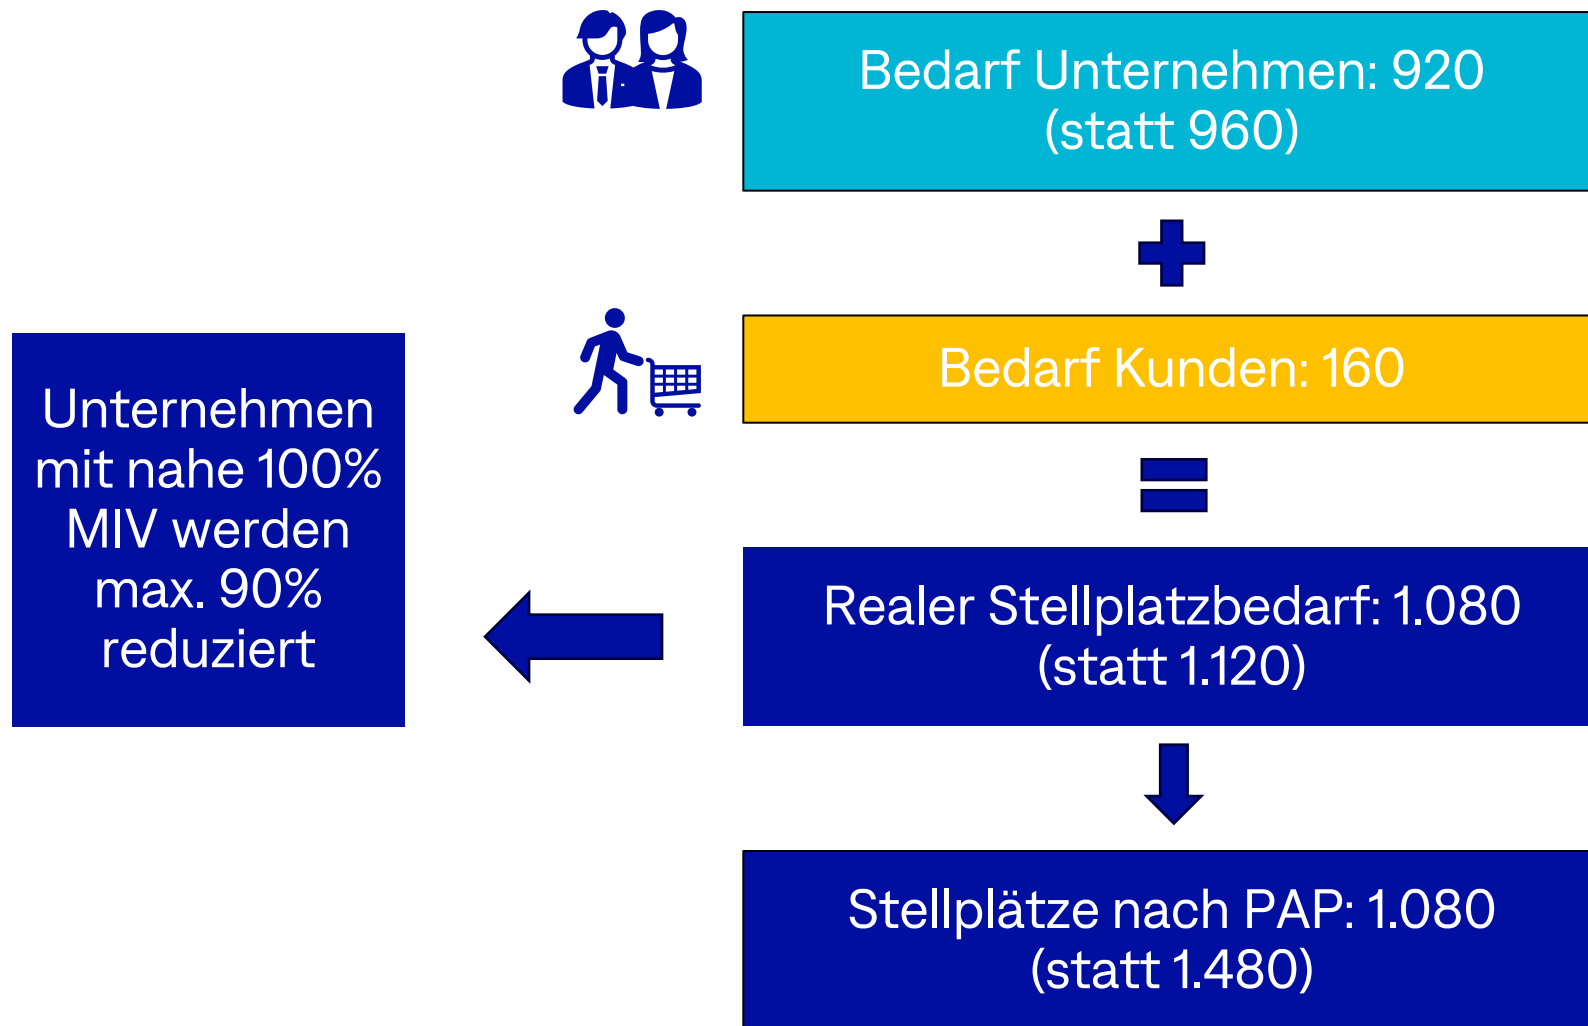 Bedarf Unternehmen: 920
(statt 960)
Bedarf Kunden: 160
Unternehmen
mit nahe 100%
MIV werden
max. 90%
reduziert
Realer Stellplatzbedarf: 1.080
(statt 1.120)
Stellplätze nach PAP: 1.080
(statt 1.480)